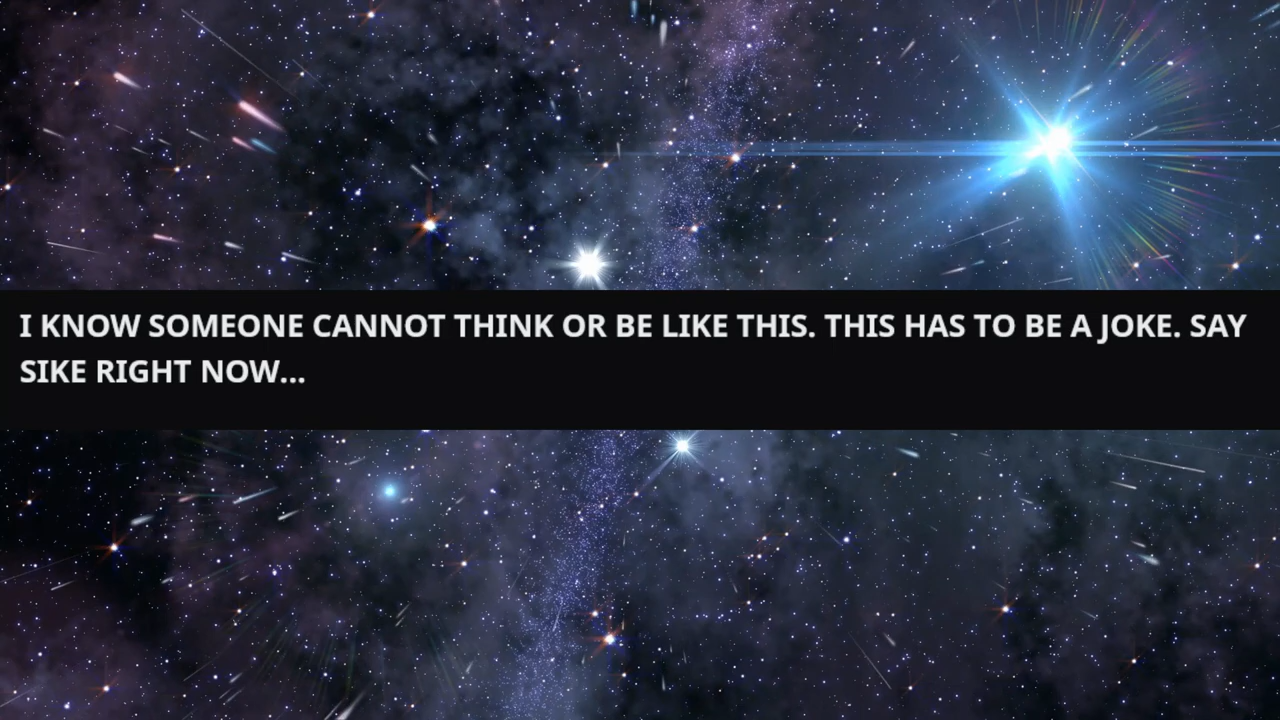 I KNOW SOMEONE CANNOT THINK OR BE LIKE THIS. THIS HAS TO BE A JOKE. SAY
SIKE RIGHT NOW...